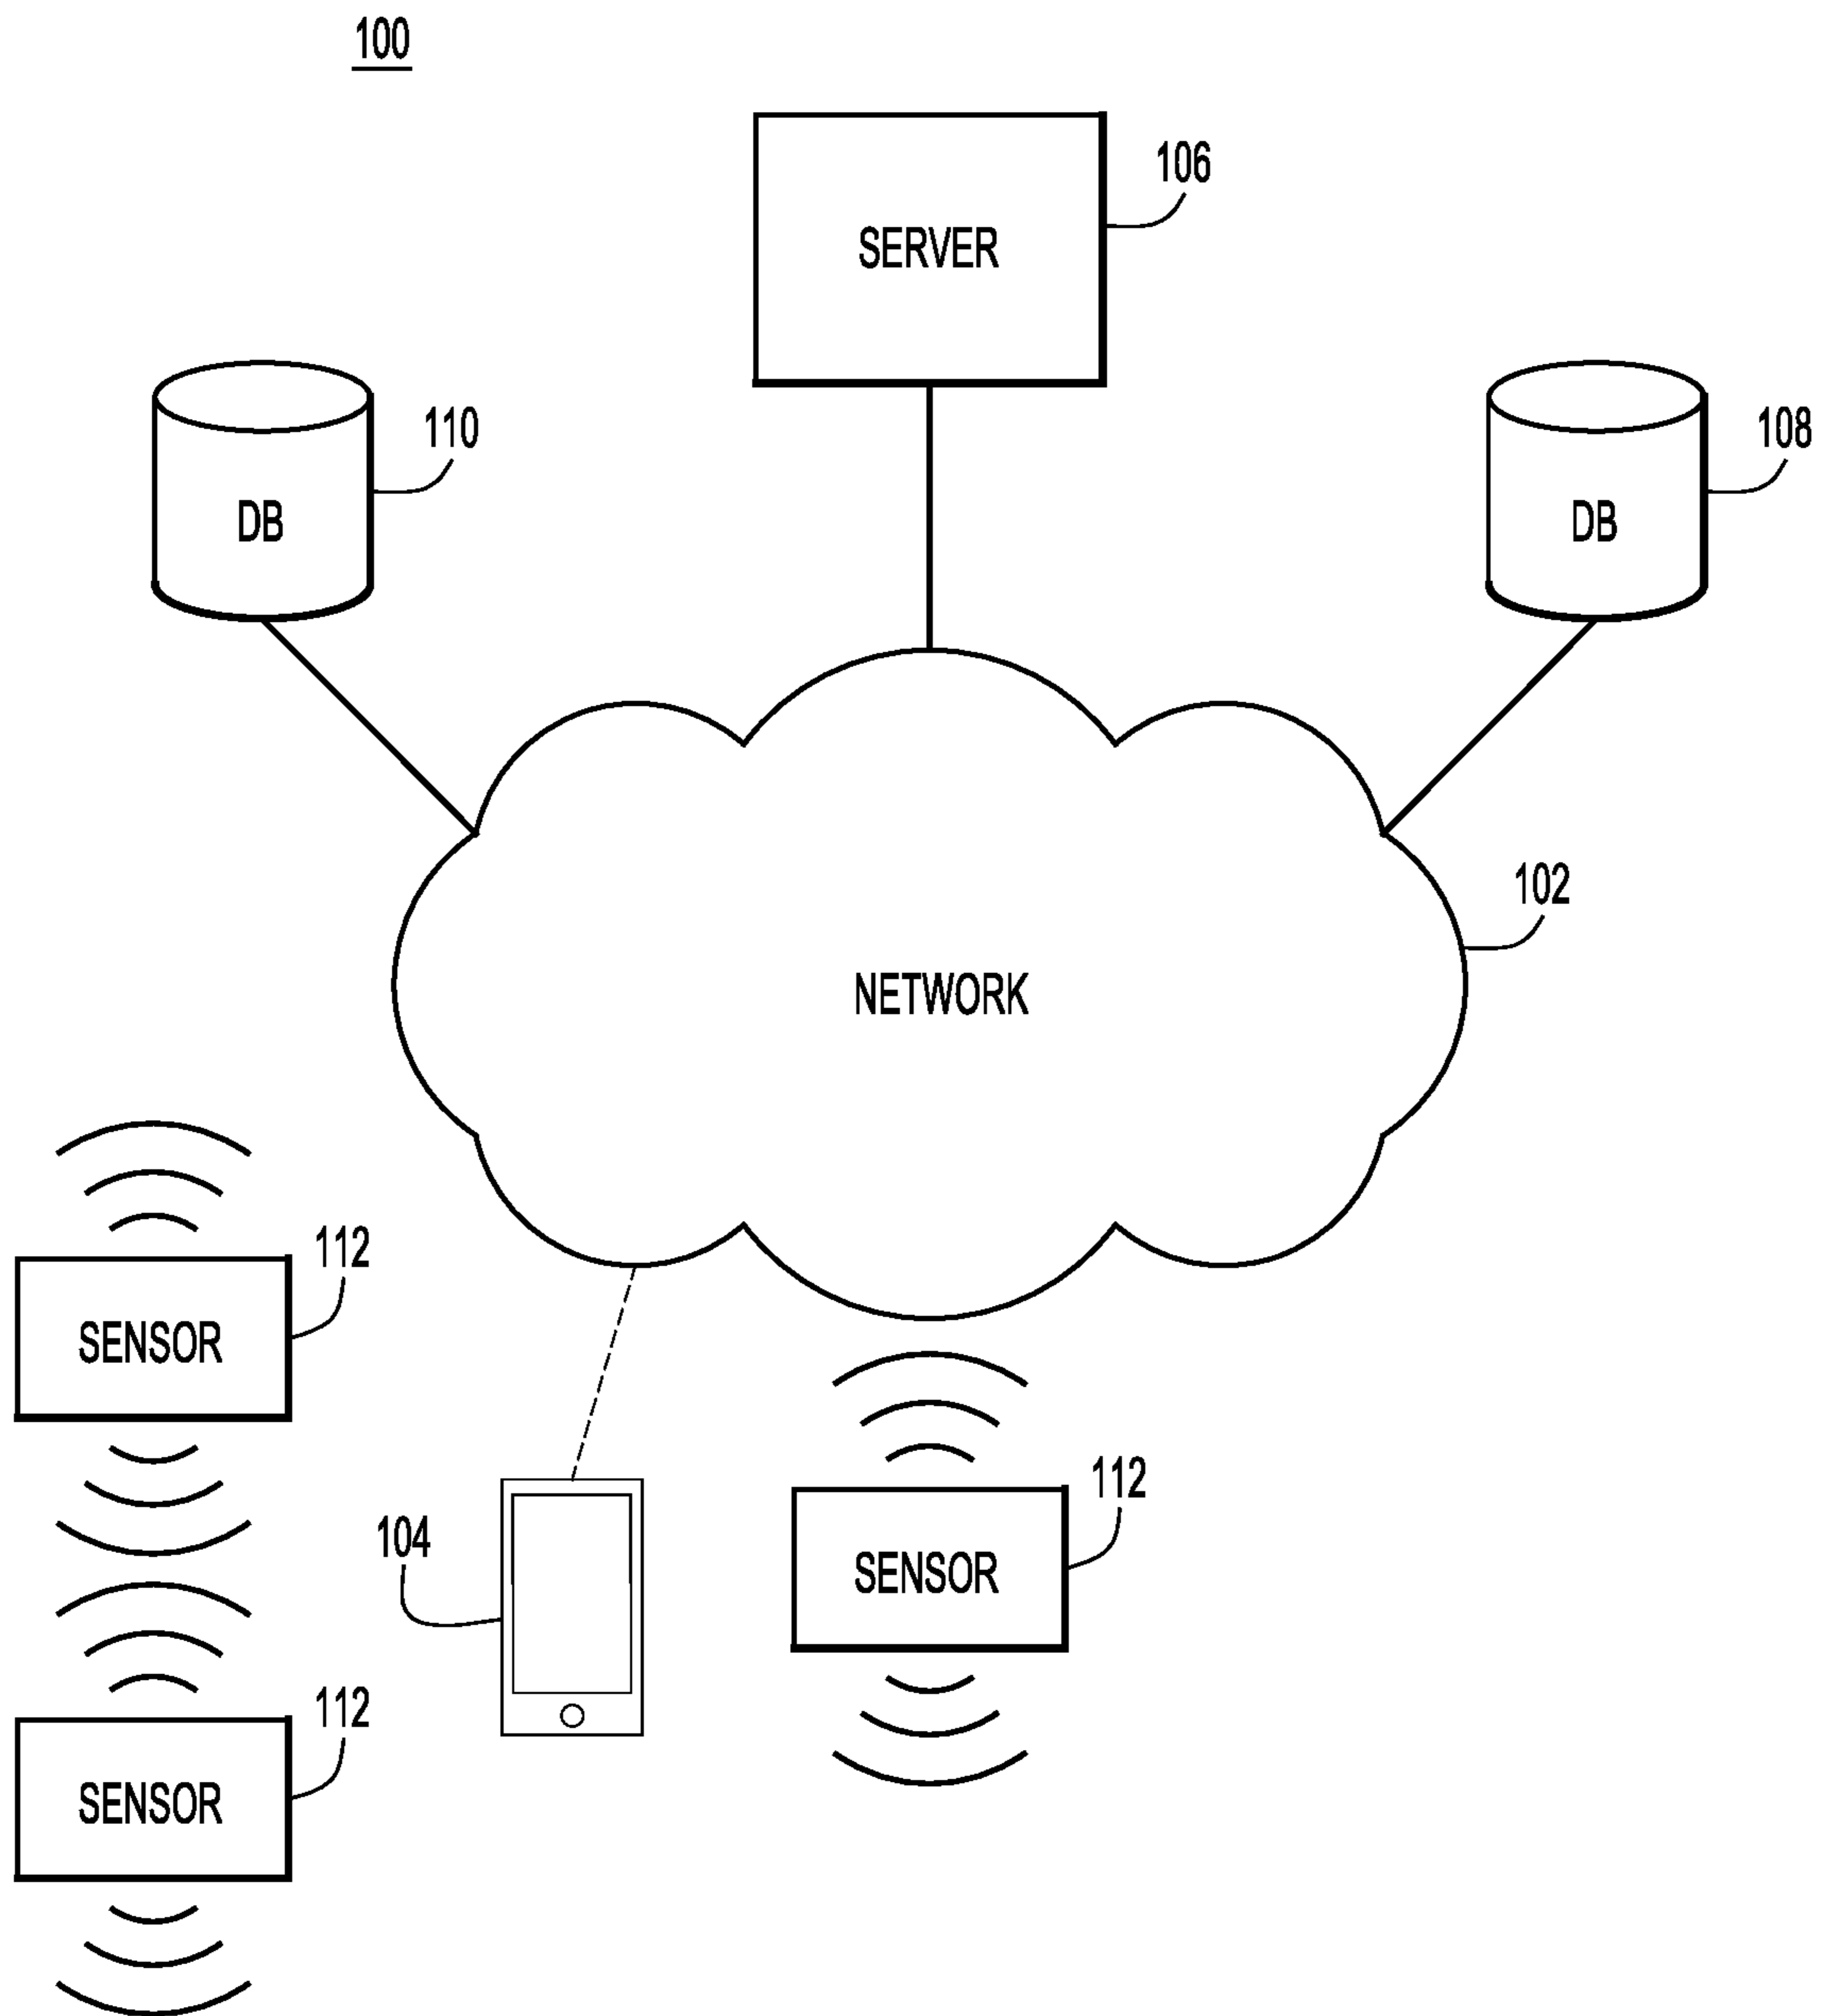 100
106
SERVER
110
108
DB
DB
102
NETWORK
112
SENSOR
112
104
SENSOR
112
SENSOR